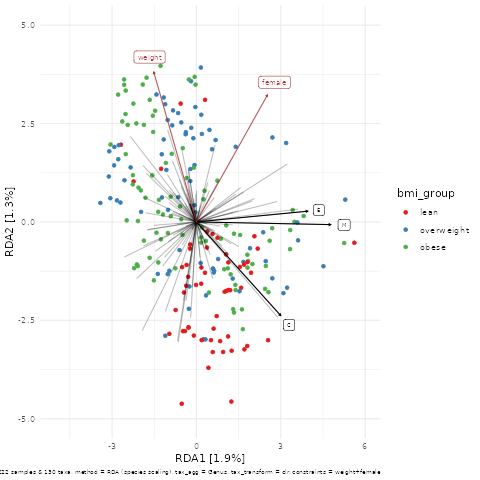 5.0
2.5
0.0
-2.5
-5.0
-3
0
3
6
RDA2 [1.3%]
RDA1 [1.9%]
weight
female
bmi_group
lean
overweight
obese
222 samples & 130 taxa. method = RDA (species scaling). tax_agg = Genus. tax_transform = clr. constraints = weight+female